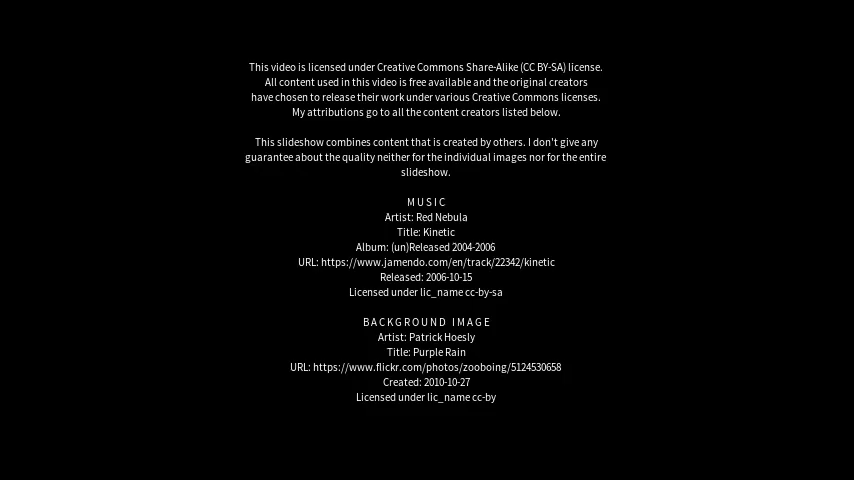 This video is licensed under Creative Commons Share-Alike (CC BY-SA) license.
All content used in this video is free available and the original creators
have chosen to release their work under various Creative Commons licenses.
My attributions go to all the content creators listed below.
This slideshow combines content that is created by others. I don't give any
guarantee about the quality neither for the individual images nor for the entire
slideshow.
MUSIC
Artist: Red Nebula
Title: Kinetic
Album: (un)Released 2004-2006
URL: https://www.jamendo.com/en/track/22342/kinetic
Released: 2006-10-15
Licensed under lic_name cc-by-sa
BACKGROUND IMAGE
Artist: Patrick Hoesly
Title: Purple Rain
URL: https://www.flickr.com/photos/zooboing/5124530658
Created: 2010-10-27
Licensed under lic_name cc-by